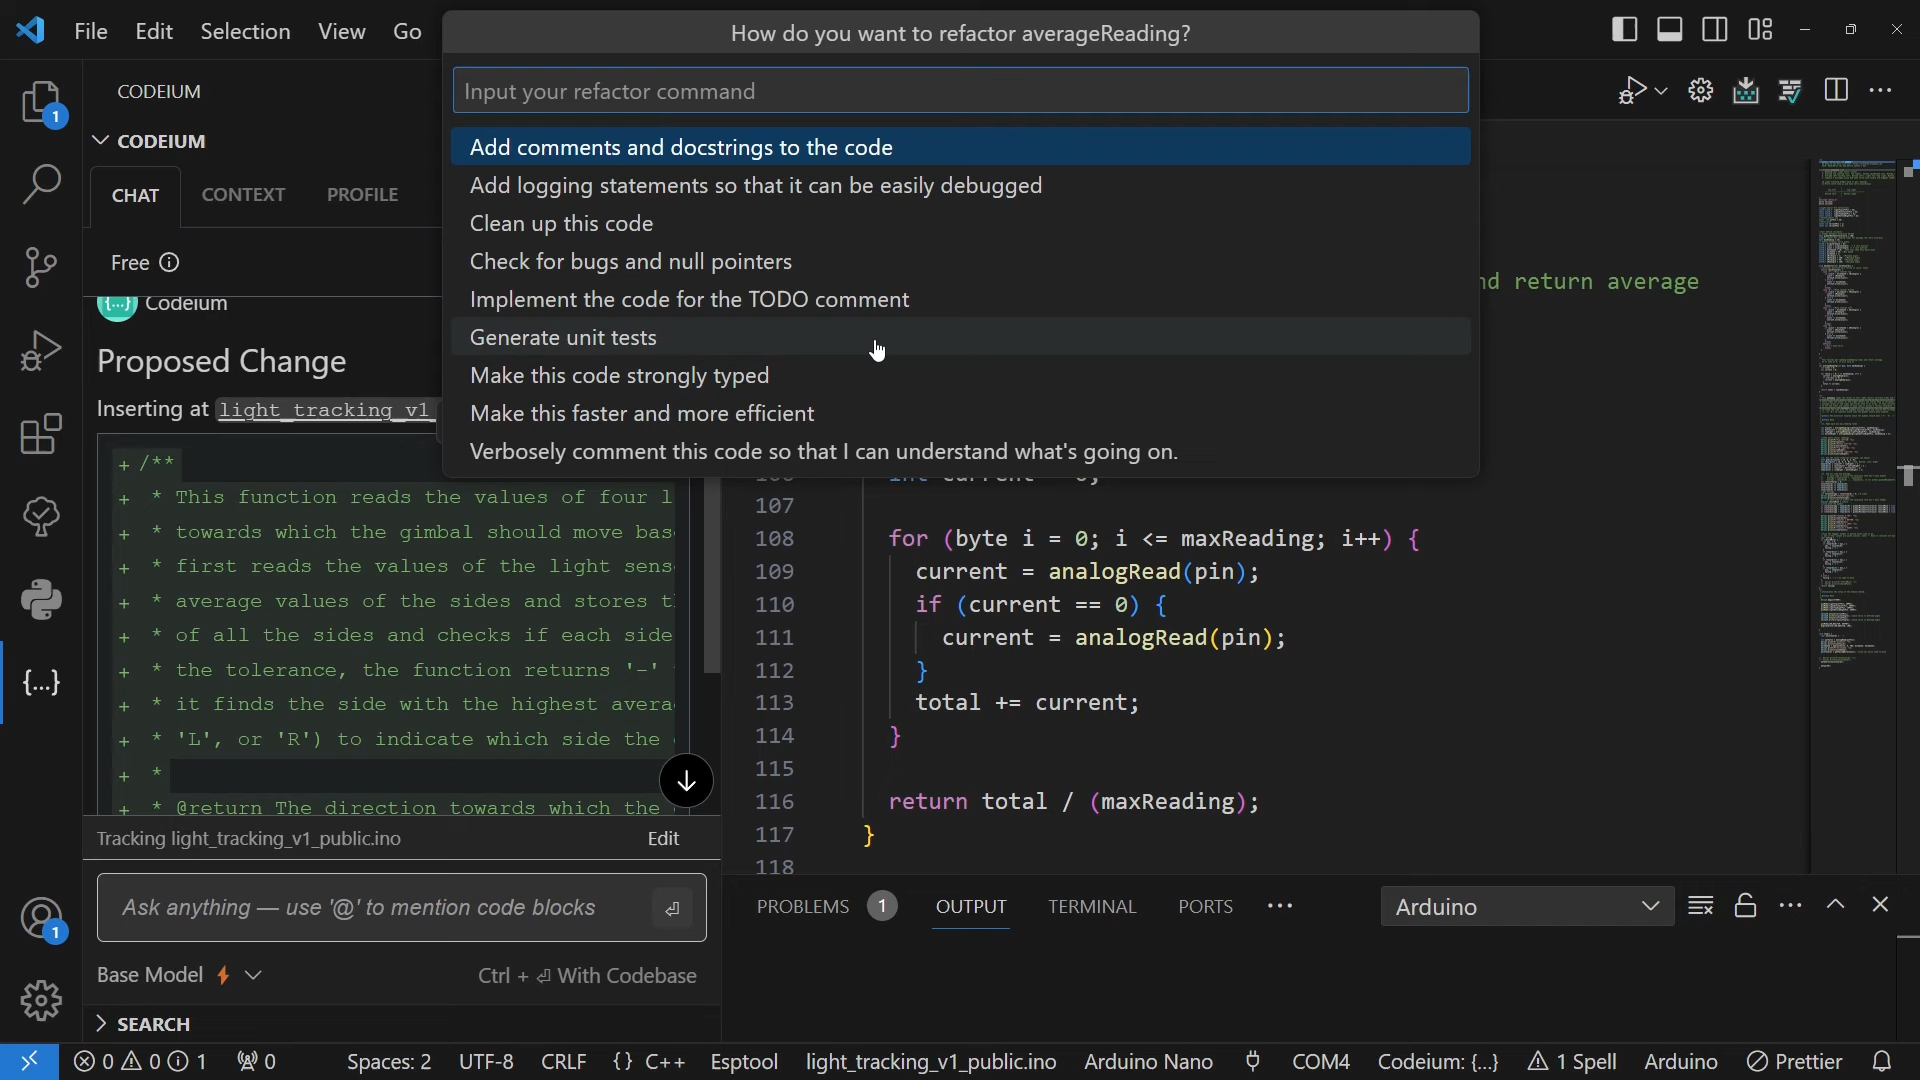 File Edit Selection View Go
How do you want to refactor averageReading?
Input your refactor command
Add comments and docstrings to the code
Add logging statements so that it can be easily debugged
Clean up this code
Check for bugs and null pointers
Implement the code for the TODO comment
Generate unit tests
Make this code strongly typed
Make this faster and more efficient
Verbosely comment this code so that I can understand what's going on.
1
CODEIUM
CODEIUM
CHAT CONTEXT PROFILE
Free
{...} Codeium
Proposed Change
Inserting at light_tracking_v1
+ /**
+ * This function reads the values of four l
+ * towards which the gimbal should move bas
+ * first reads the values of the light sens
+ * average values of the sides and stores t
+ * of all the sides and checks if each side
+ * the tolerance, the function returns '-'
+ * it finds the side with the highest avera
+ * 'L', or 'R') to indicate which side the
+ *
+ * @return The direction towards which the
Tracking light_tracking_v1_public.ino Edit
Ask anything — use '@' to mention code blocks
Base Model Ctrl + ⏎ With Codebase
SEARCH
{...}
1
nd return average
107
108 for (byte i = 0; i <= maxReading; i++) {
109 current = analogRead(pin);
110 if (current == 0) {
111 current = analogRead(pin);
112 }
113 total += current;
114 }
115
116 return total / (maxReading);
117 }
118
PROBLEMS 1 OUTPUT TERMINAL PORTS ··· Arduino
0 0 1 0 Spaces: 2 UTF-8 CRLF {} C++ Esptool light_tracking_v1_public.ino Arduino Nano COM4 Codeium: {...} 1 Spell Arduino Prettier